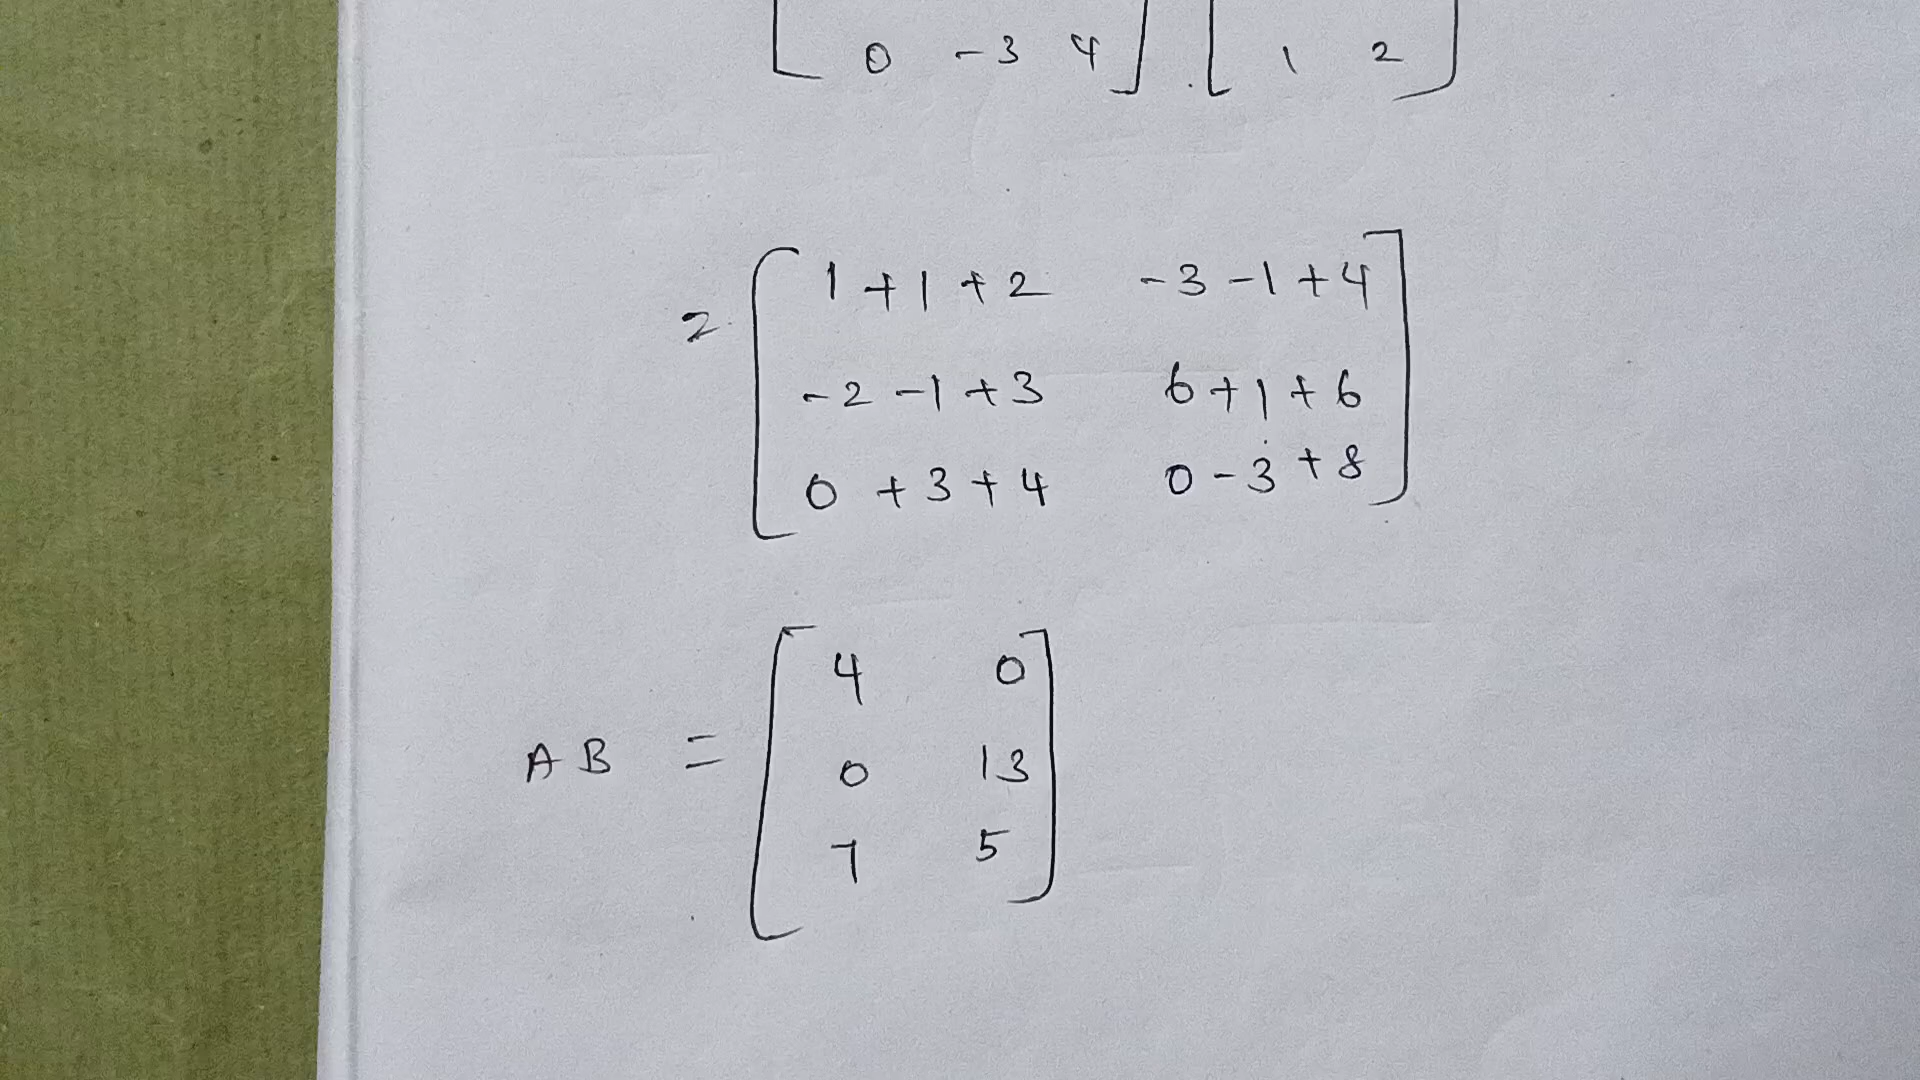 0 -3 4] . [1 2]
= [1+1+2 -3-1+4
-2-1+3 6+1+6
0+3+4 0-3+8]
[4 0
AB = 0 13
7 5]